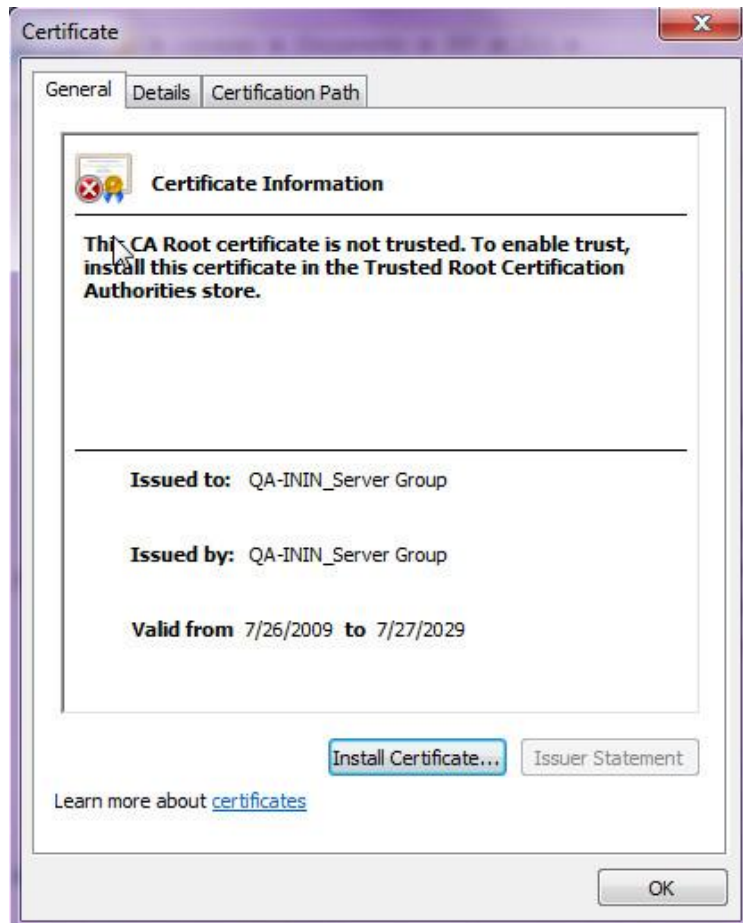 Certificate
General Details Certification Path
Certificate Information
This CA Root certificate is not trusted. To enable trust,
install this certificate in the Trusted Root Certification
Authorities store.
Issued to: QA-ININ_Server Group
Issued by: QA-ININ_Server Group
Valid from 7/26/2009 to 7/27/2029
Install Certificate... Issuer Statement
Learn more about certificates
OK